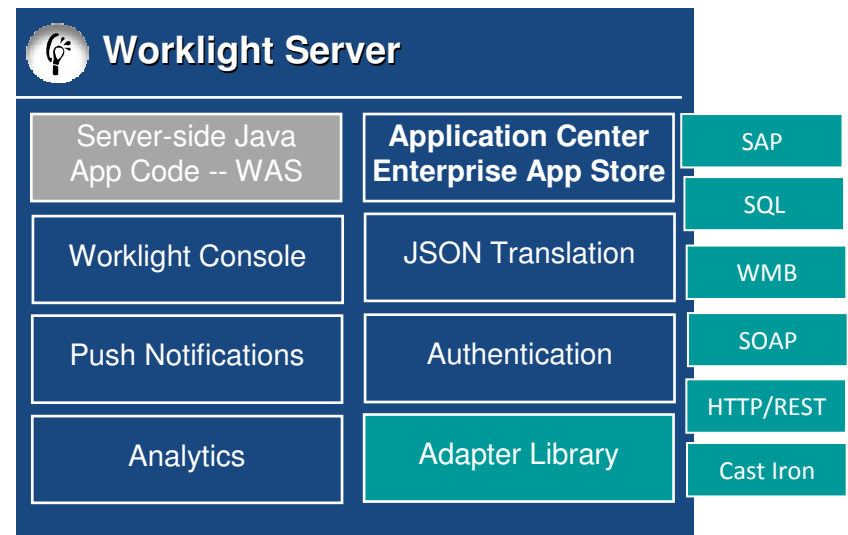 Worklight Server
Server-side Java
App Code -- WAS
Application Center
Enterprise App Store
SAP
SQL
Worklight Console
JSON Translation
WMB
Push Notifications
Authentication
SOAP
HTTP/REST
Analytics
Adapter Library
Cast Iron